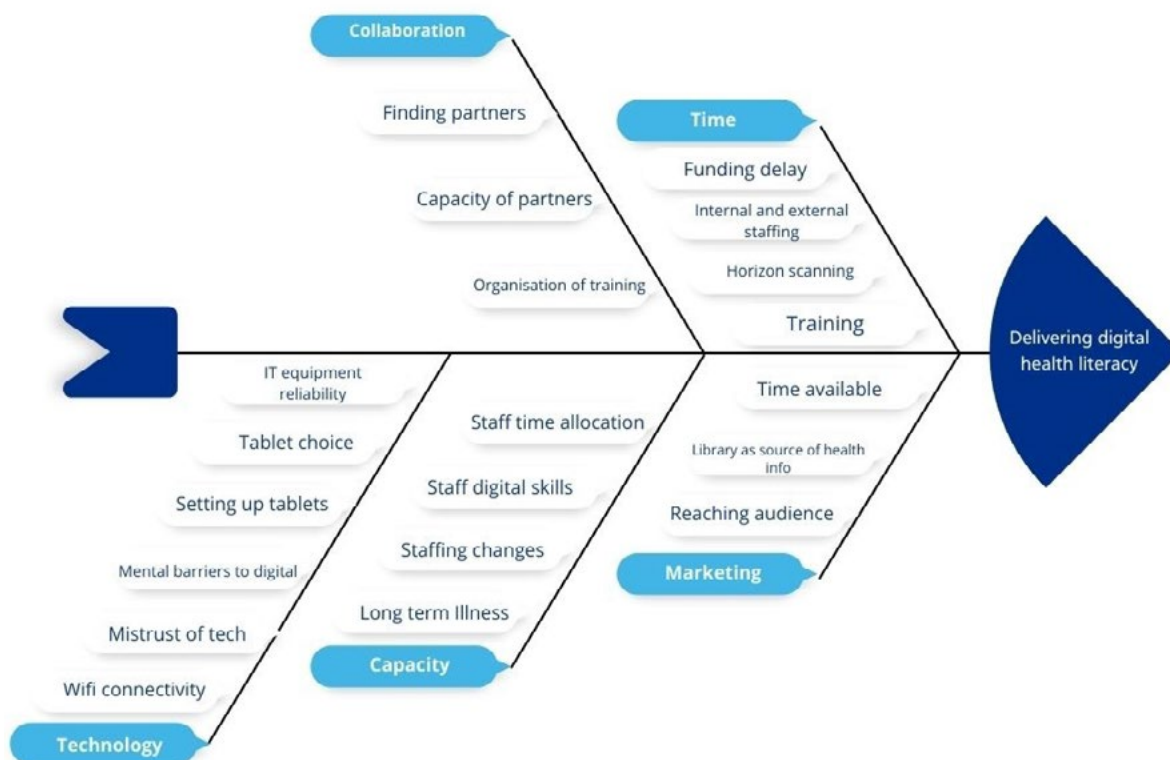 Collaboration
Finding partners
Capacity of partners
Organisation of training
Time
Funding delay
Internal and external
staffing
Horizon scanning
Training
Delivering digital
health literacy
IT equipment
reliability
Tablet choice
Setting up tablets
Mental barriers to digital
Mistrust of tech
Wifi connectivity
Technology
Staff time allocation
Staff digital skills
Staffing changes
Long term Illness
Capacity
Time available
Library as source of health
info
Reaching audience
Marketing